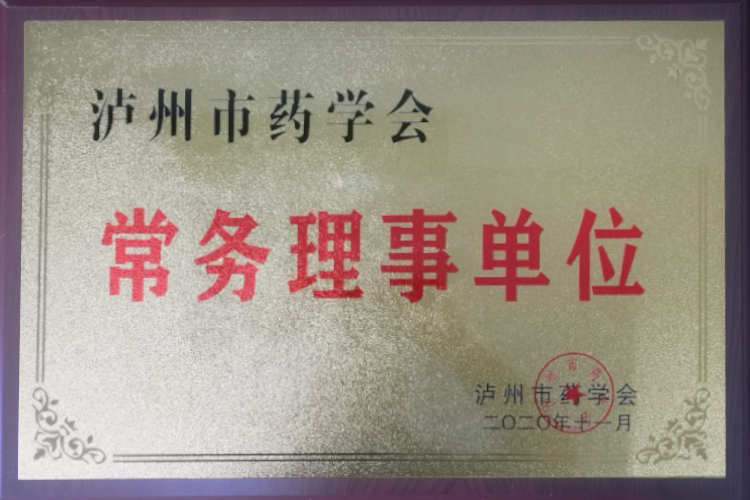 泸州市药学会
常务理事单位
泸州市药学会
二〇二〇年十一月